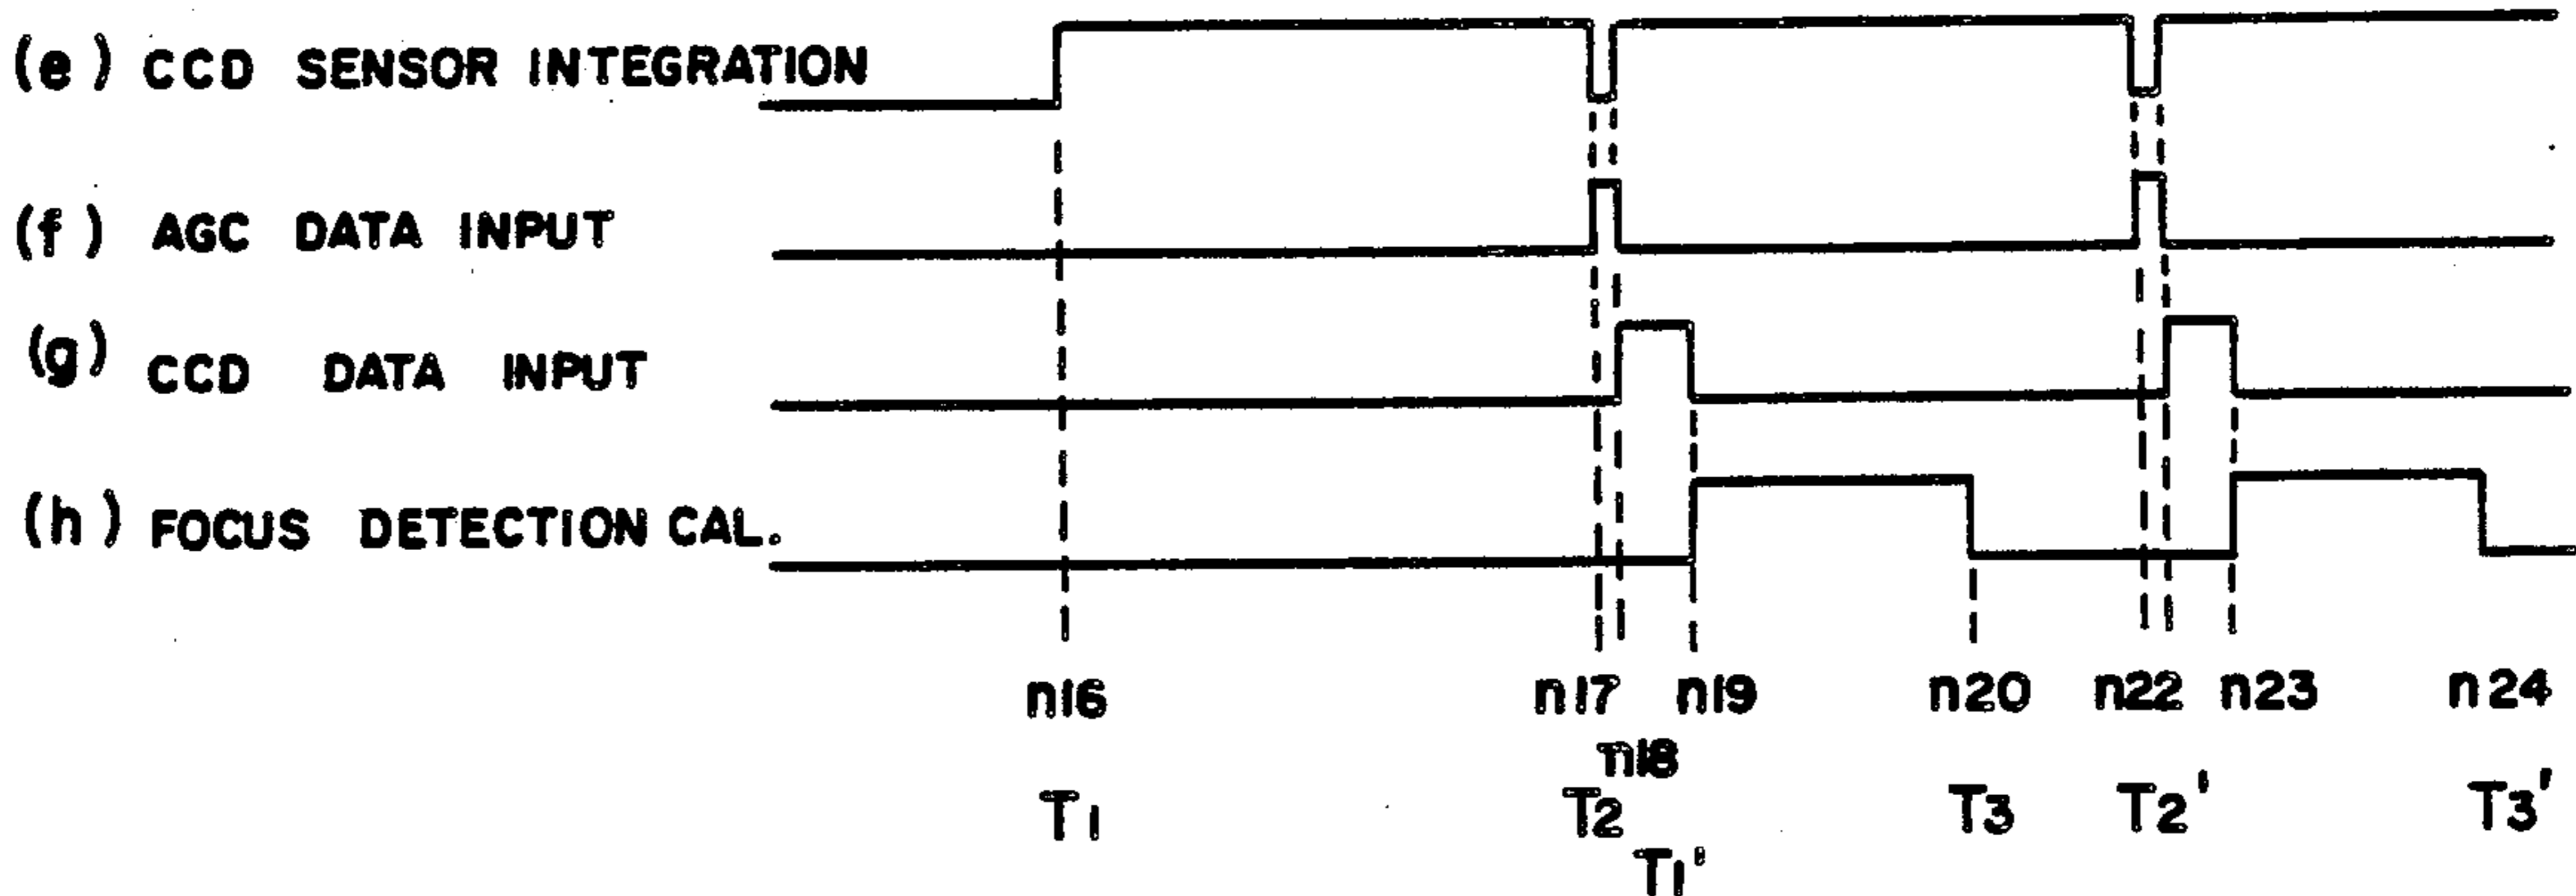 (e) CCD SENSOR INTEGRATION
(f) AGC DATA INPUT
(g) CCD DATA INPUT
(h) FOCUS DETECTION CAL.
n16 n17 n19 n20 n22 n23 n24
n18
T1 T2 T3 T2' T3'
T1'